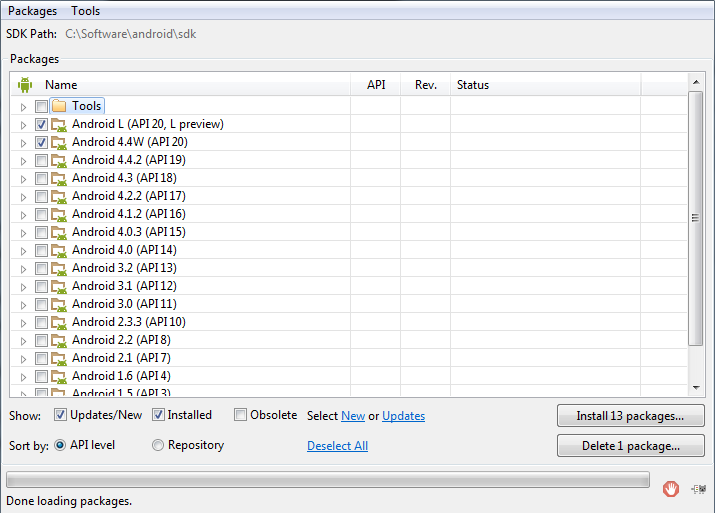 Packages Tools
SDK Path: C:\Software\android\sdk
Packages
Name API Rev. Status
Tools
Android L (API 20, L preview)
Android 4.4W (API 20)
Android 4.4.2 (API 19)
Android 4.3 (API 18)
Android 4.2.2 (API 17)
Android 4.1.2 (API 16)
Android 4.0.3 (API 15)
Android 4.0 (API 14)
Android 3.2 (API 13)
Android 3.1 (API 12)
Android 3.0 (API 11)
Android 2.3.3 (API 10)
Android 2.2 (API 8)
Android 2.1 (API 7)
Android 1.6 (API 4)
Android 1.5 (API 3)
Show: Updates/New Installed Obsolete Select New or Updates Install 13 packages...
Sort by: API level Repository Deselect All Delete 1 package...
Done loading packages.